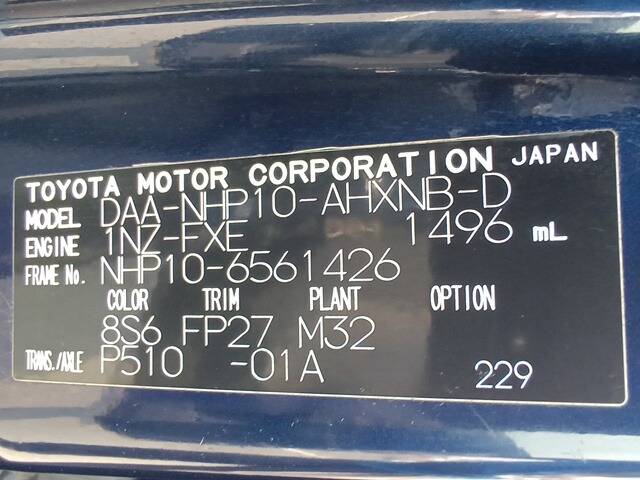 TOYOTA MOTOR CORPORATION JAPAN
MODEL DAA-NHP10-AHXNB-D
ENGINE 1NZ-FXE 1496 mL
FRAME No. NHP10-6561426
COLOR TRIM PLANT OPTION
8S6 FP27 M32
TRANS./AXLE P510 -01A
229